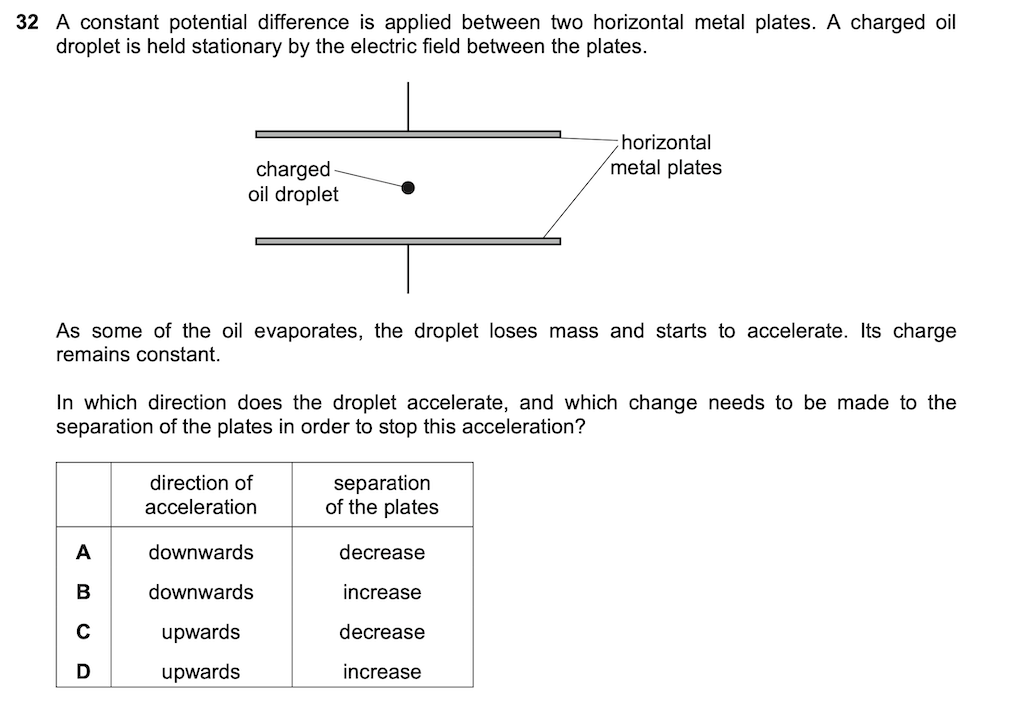 32 A constant potential difference is applied between two horizontal metal plates. A charged oil
droplet is held stationary by the electric field between the plates.
horizontal
metal plates
charged
oil droplet
As some of the oil evaporates, the droplet loses mass and starts to accelerate. Its charge
remains constant.
In which direction does the droplet accelerate, and which change needs to be made to the
separation of the plates in order to stop this acceleration?
direction of
acceleration
separation
of the plates
A downwards decrease
B downwards increase
C upwards decrease
D upwards increase